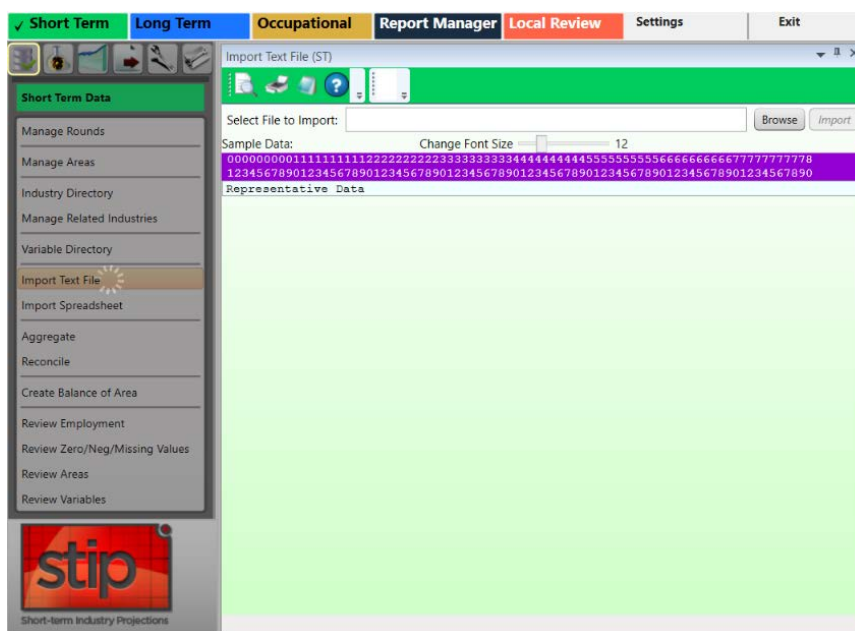 ✓ Short Term
Long Term
Occupational
Report Manager
Local Review
Settings
Exit
Import Text File (ST)
Short Term Data
Manage Rounds
Manage Areas
Industry Directory
Manage Related Industries
Variable Directory
Import Text File
Import Spreadsheet
Aggregate
Reconcile
Create Balance of Area
Review Employment
Review Zero/Neg/Missing Values
Review Areas
Review Variables
stip
Short-term Industry Projections
Select File to Import:
Browse
Import
Sample Data:
Change Font Size
12
00000000011111111112222222222333333333344444444445555555555666666666677777777778
12345678901234567890123456789012345678901234567890123456789012345678901234567890
Representative Data